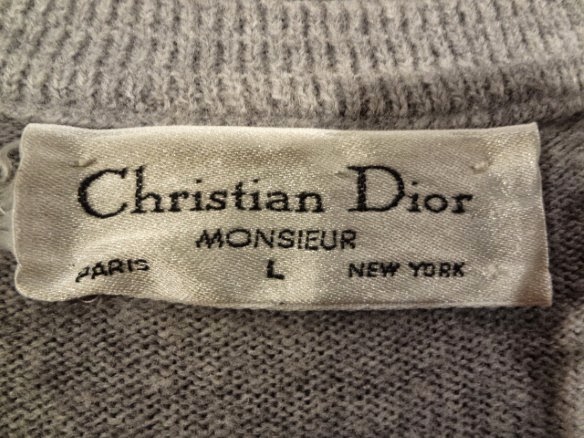 Christian Dior
MONSIEUR
PARIS L NEW YORK